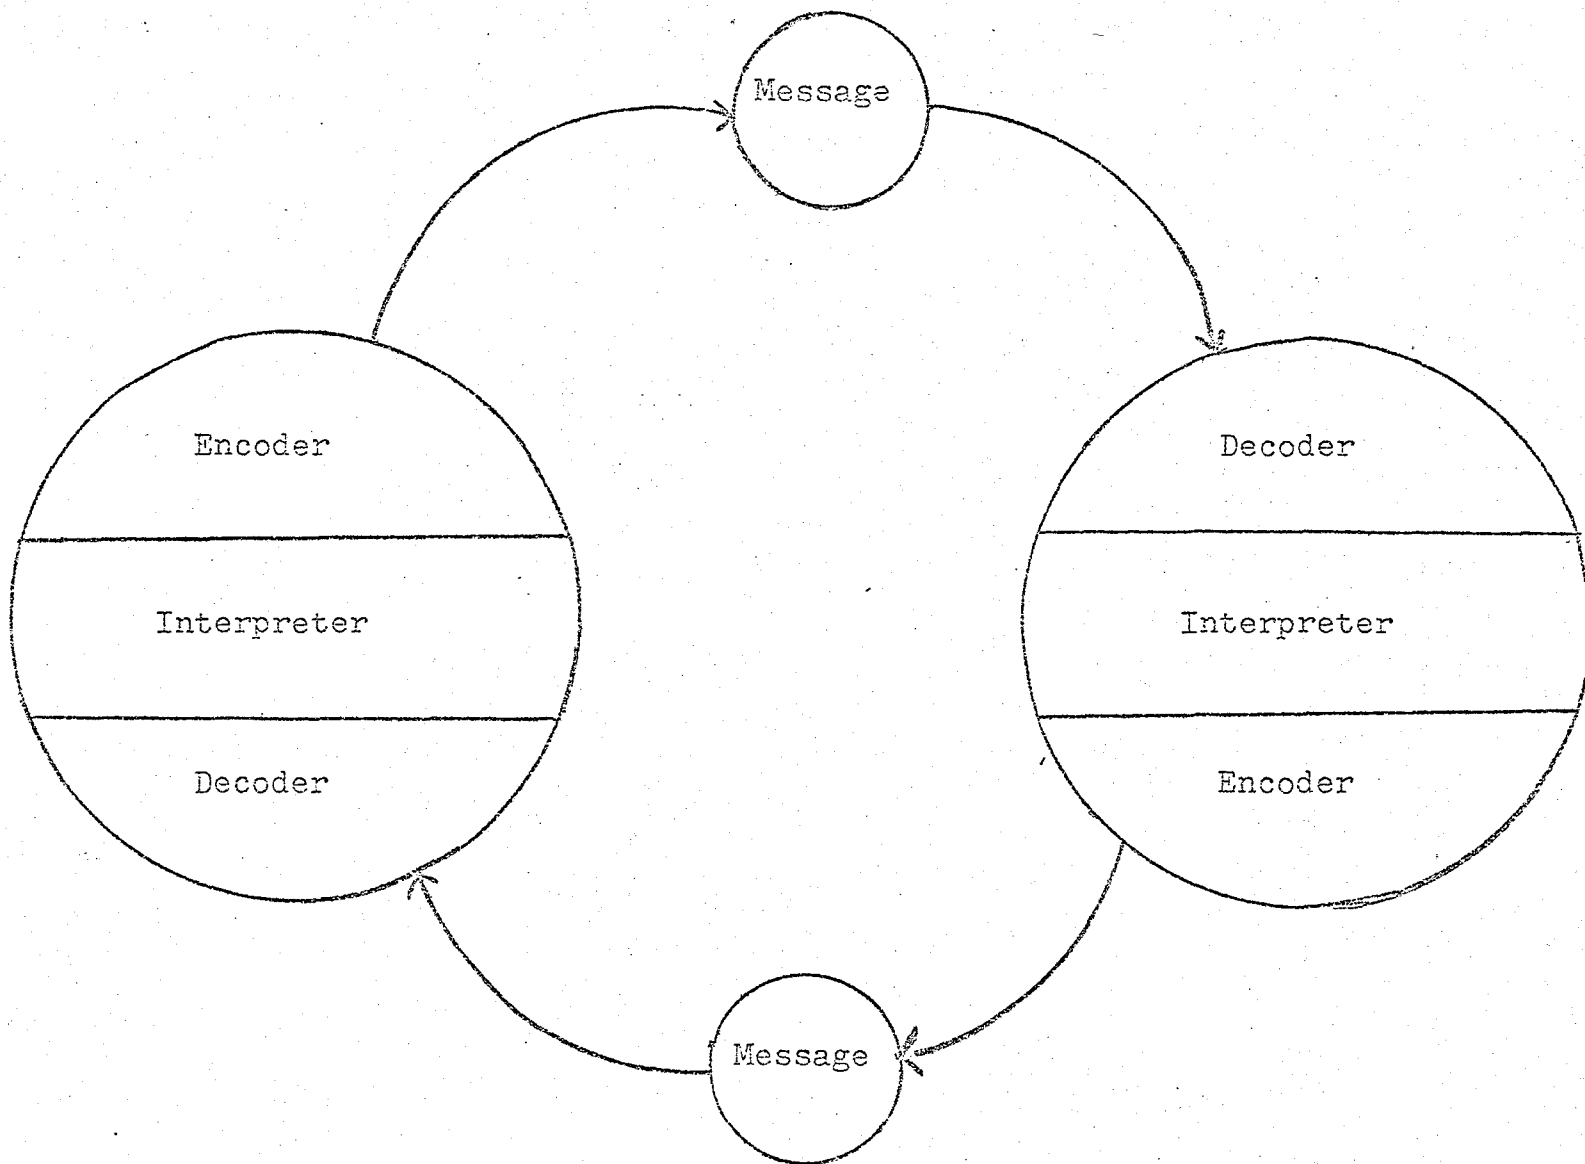 Message
Encoder
Interpreter
Decoder
Decoder
Interpreter
Encoder
Message